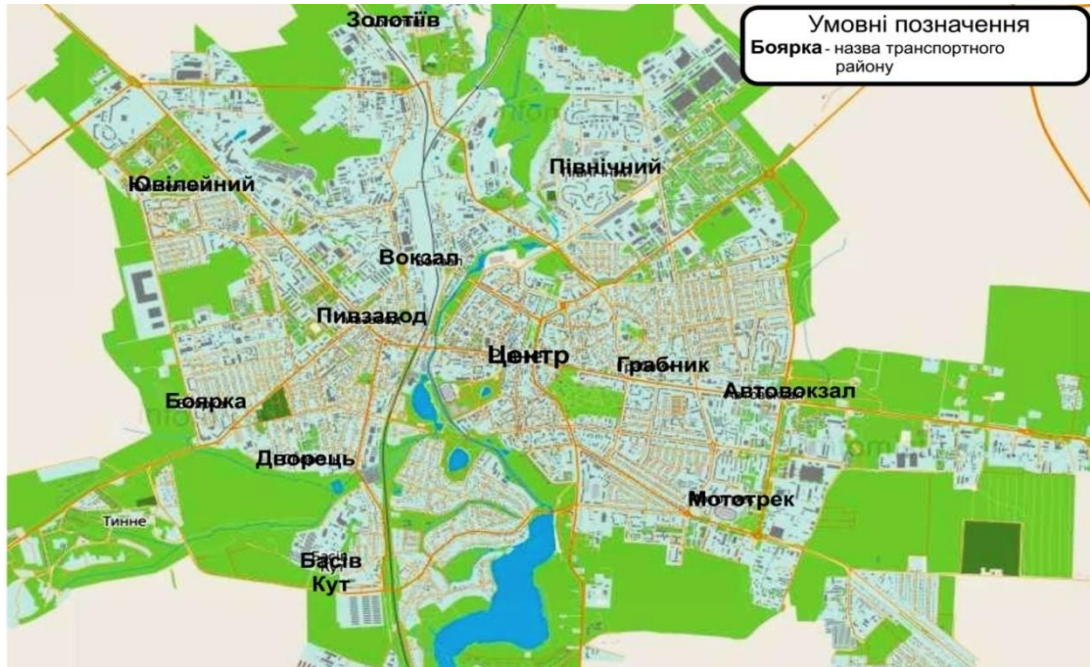 Умовні позначення
Боярка - назва транспортного
району
Золотіїв
Північний
Ювілейний
Вокзал
Пивзавод
Центр
Грабник
Автовокзал
Боярка
Дворець
Мототрек
Тинне
Басів
Кут